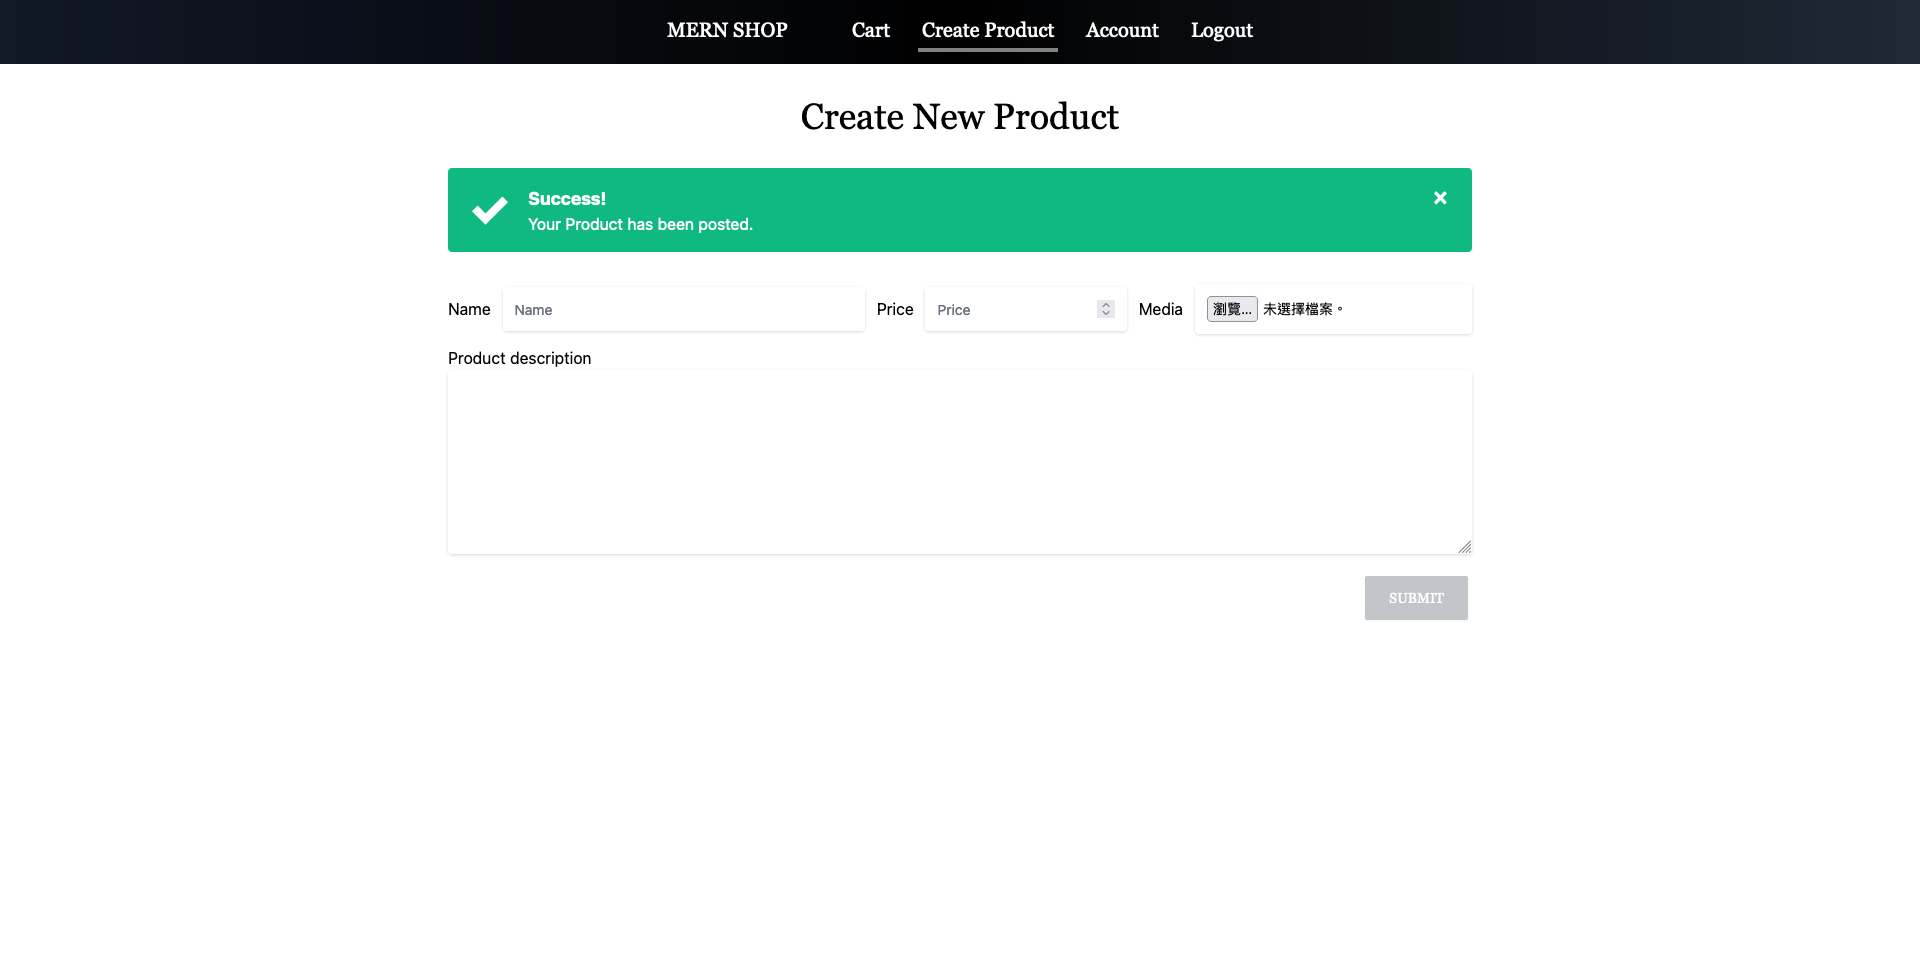 MERN SHOP Cart Create Product Account Logout
Create New Product
Success!
Your Product has been posted.
Name Name Price Price Media 瀏覽... 未選擇檔案。
Product description
SUBMIT